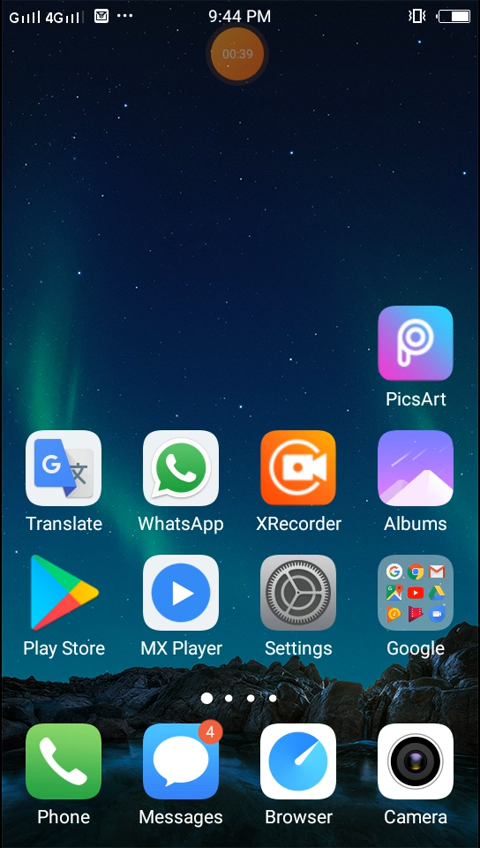 G 4G ... 9:44 PM
00:39
PicsArt
Translate WhatsApp XRecorder Albums
Play Store MX Player Settings Google
4
Phone Messages Browser Camera